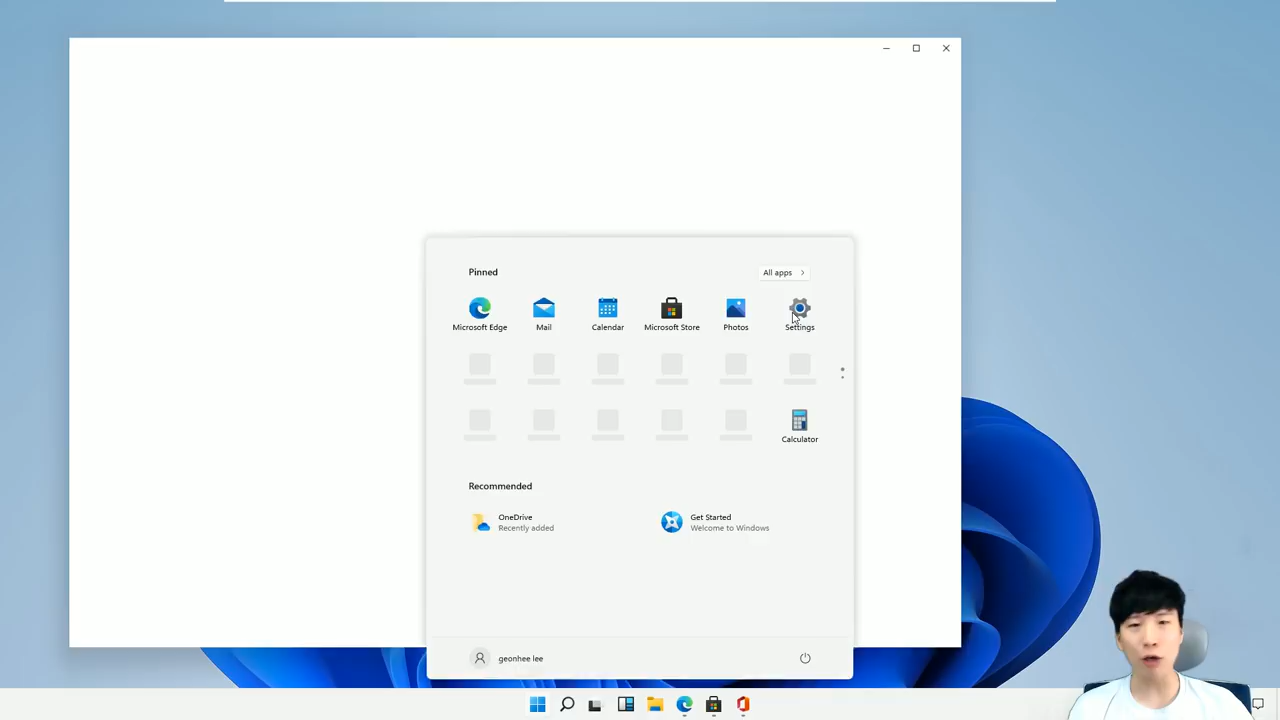 Pinned
All apps
Microsoft Edge
Mail
Calendar
Microsoft Store
Photos
Settings
Calculator
Recommended
OneDrive
Recently added
Get Started
Welcome to Windows
geonhee lee